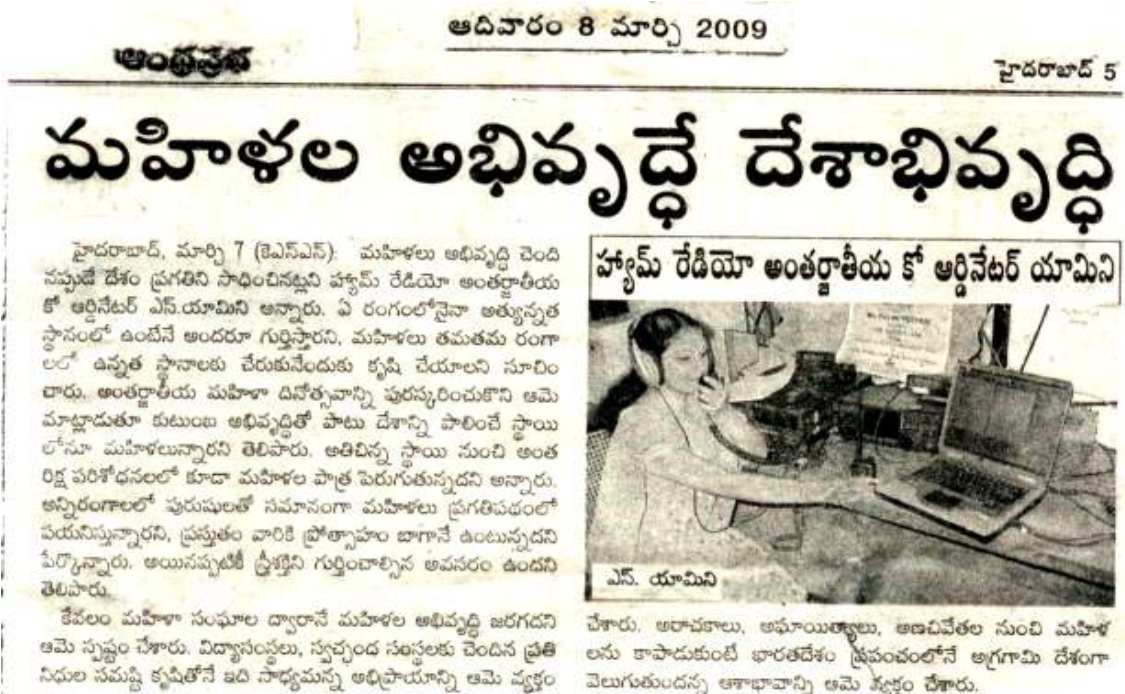 ఆదివారం 8 మార్చి 2009
ఆంధ్రప్రభ
హైదరాబాద్ 5
మహిళల అభివృద్ధే దేశాభివృద్ధి
హైదరాబాద్, మార్చి 7 (కెఎన్ఎన్): మహిళలు అభివృద్ధి చెంది
నప్పుడే దేశం ప్రగతిని సాధించినట్లని హ్యామ్ రేడియో అంతర్జాతీయ
కో ఆర్డినేటర్ ఎస్.యామిని అన్నారు. ఏ రంగంలోనైనా అత్యున్నత
స్థానంలో ఉంటేనే అందరూ గుర్తిస్తారని, మహిళలు తమతమ రంగా
లలో ఉన్నత స్థానాలకు చేరుకునేందుకు కృషి చేయాలని సూచిం
చారు. అంతర్జాతీయ మహిళా దినోత్సవాన్ని పురస్కరించుకొని ఆమె
మాట్లాడుతూ కుటుంబ అభివృద్ధితో పాటు దేశాన్ని పాలించే స్థాయి
లోనూ మహిళలున్నారని తెలిపారు. అతిచిన్న స్థాయి నుంచి అంత
రిక్ష పరిశోధనలలో కూడా మహిళల పాత్ర పెరుగుతున్నదని అన్నారు.
అన్నిరంగాలలో పురుషులతో సమానంగా మహిళలు ప్రగతిపథంలో
పయనిస్తున్నారని, ప్రస్తుతం వారికి ప్రోత్సాహం బాగానే ఉంటున్నదని
పేర్కొన్నారు. అయినప్పటికీ స్త్రీశక్తిని గుర్తించాల్సిన అవసరం ఉందని
తెలిపారు.
కేవలం మహిళా సంఘాల ద్వారానే మహిళల అభివృద్ధి జరగదని
ఆమె స్పష్టం చేశారు. విద్యాసంస్థలు, స్వచ్ఛంద సంస్థలకు చెందిన ప్రతి
నిధుల సమష్టి కృషితోనే ఇది సాధ్యమన్న అభిప్రాయాన్ని ఆమె వ్యక్తం
హ్యామ్ రేడియో అంతర్జాతీయ కో ఆర్డినేటర్ యామిని
ఎస్. యామిని
చేశారు. అరాచకాలు, అఘాయిత్యాలు, అణచివేతల నుంచి మహిళ
లను కాపాడుకుంటే భారతదేశం ప్రపంచంలోనే అగ్రగామి దేశంగా
వెలుగుతుందన్న ఆశాభావాన్ని ఆమె వ్యక్తం చేశారు.